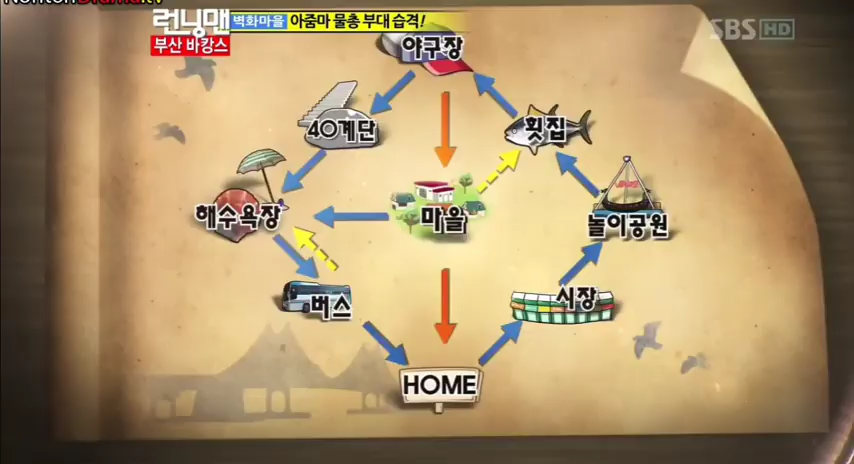 NontonDrama.tv
런닝맨
부산 바캉스
벽화마을 아줌마 물총 부대 습격!
SBS HD
야구장
40계단
횟집
해수욕장
마을
놀이공원
버스
시장
HOME